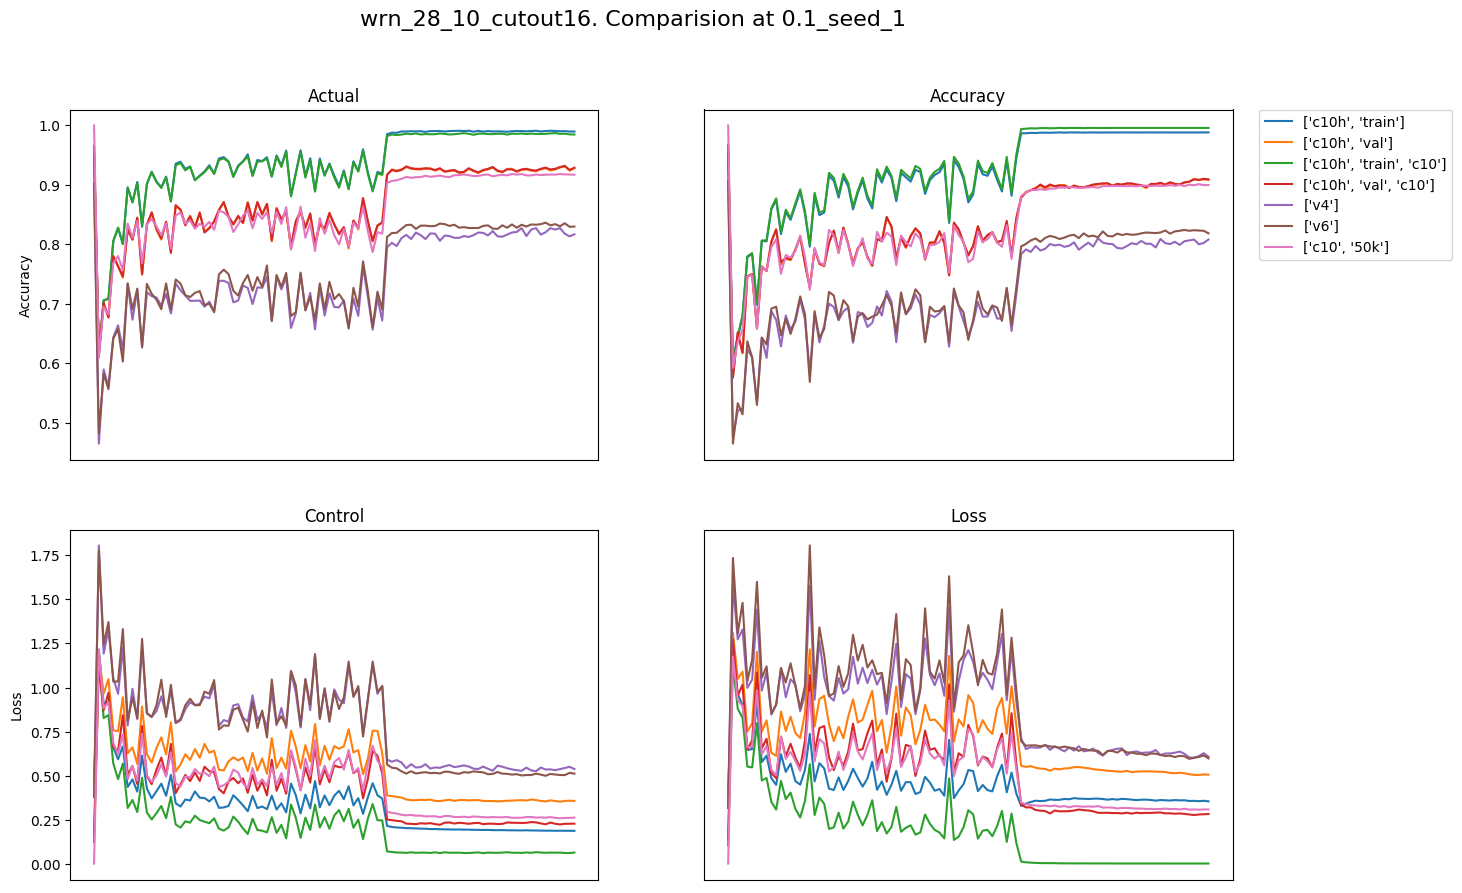 wrn_28_10_cutout16. Comparision at 0.1_seed_1
Actual
Accuracy
1.0
0.9
0.8
0.7
0.6
0.5
Accuracy
['c10h', 'train']
['c10h', 'val']
['c10h', 'train', 'c10']
['c10h', 'val', 'c10']
['v4']
['v6']
['c10', '50k']
Control
Loss
1.75
1.50
1.25
1.00
0.75
0.50
0.25
0.00
Loss